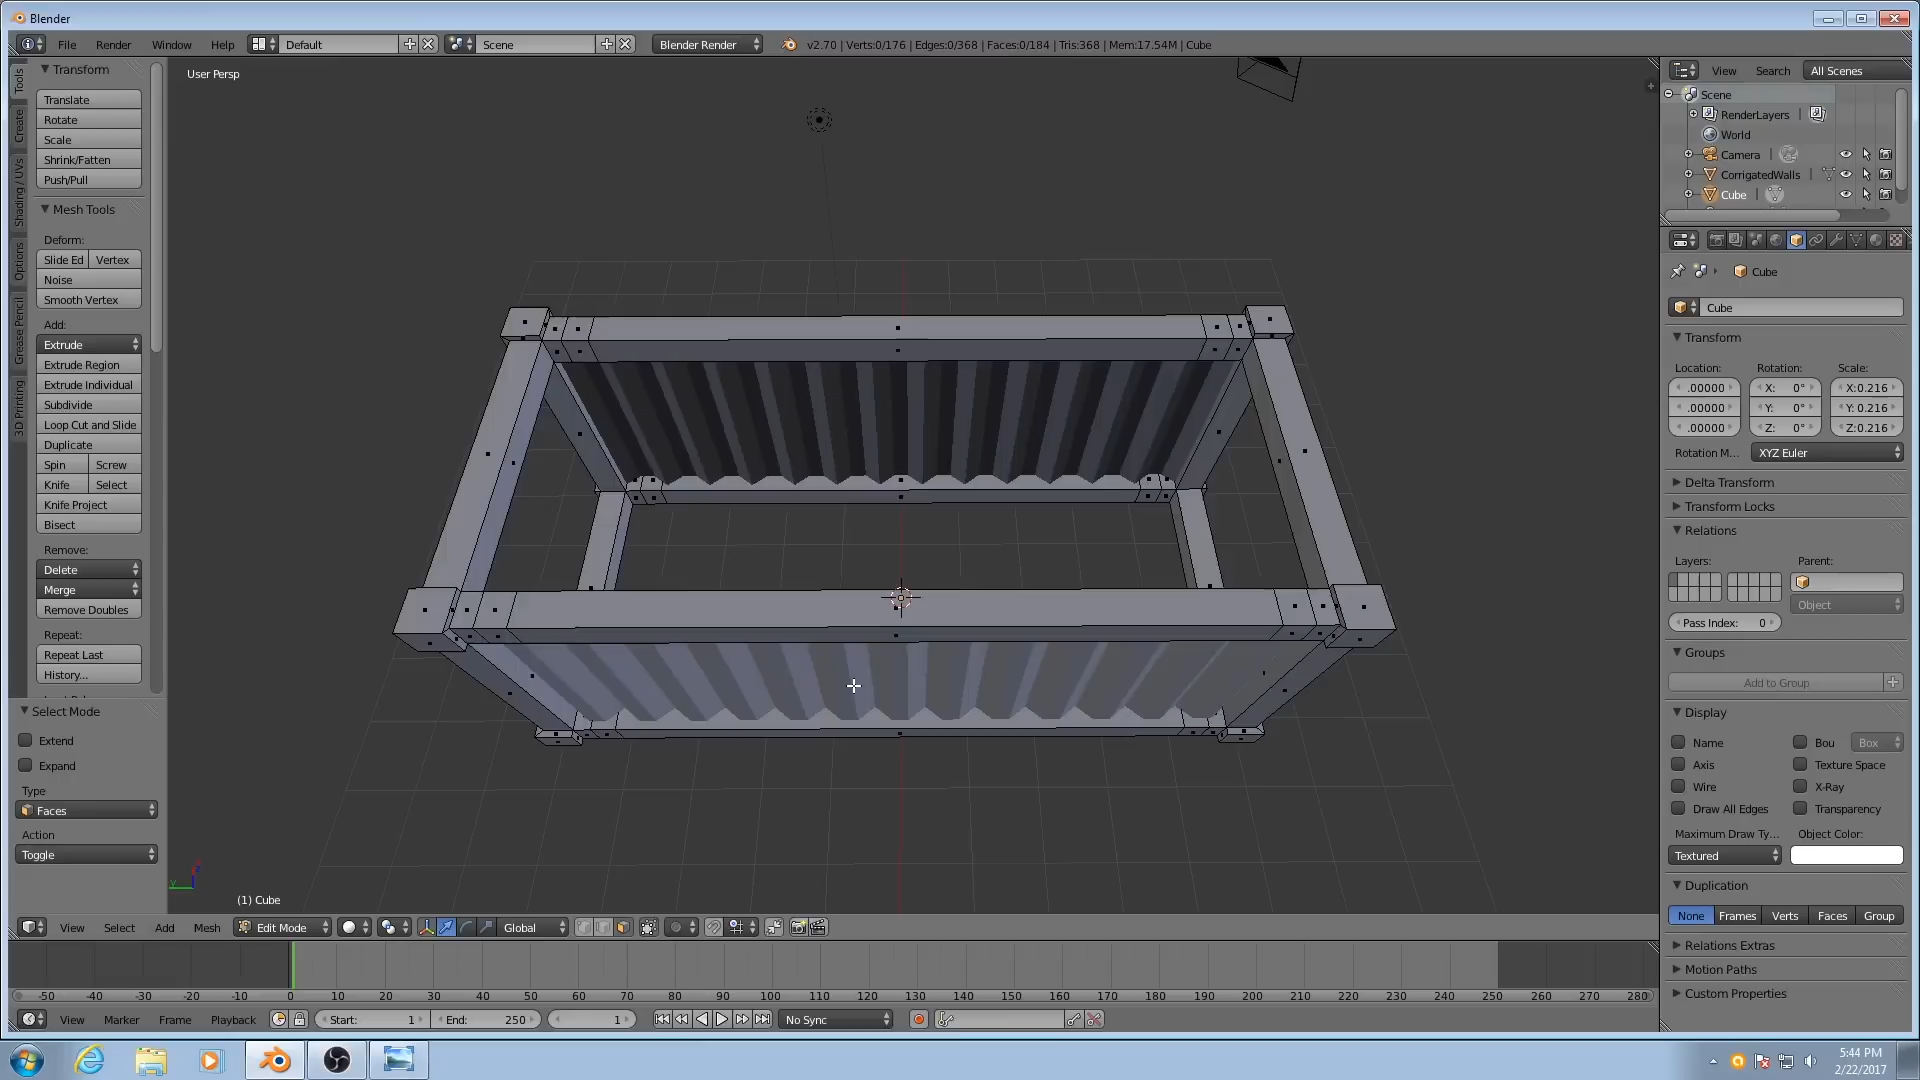 Blender
File Render Window Help Default Scene Blender Render v2.70 | Verts:0/176 | Edges:0/368 | Faces:0/184 | Tris:368 | Mem:17.54M | Cube
Tools
Create
Shading / UVs
Options
Grease Pencil
3D Printing
Transform
Translate
Rotate
Scale
Shrink/Fatten
Push/Pull
Mesh Tools
Deform:
Slide Ed Vertex
Noise
Smooth Vertex
Add:
Extrude
Extrude Region
Extrude Individual
Subdivide
Loop Cut and Slide
Duplicate
Spin Screw
Knife Select
Knife Project
Bisect
Remove:
Delete
Merge
Remove Doubles
Repeat:
Repeat Last
History...
Select Mode
Extend
Expand
Type
Faces
Action
Toggle
User Persp
(1) Cube
View Select Add Mesh Edit Mode Global
View Search All Scenes
Scene
RenderLayers
World
Camera
CorrigatedWalls
Cube
Cube
Cube
Transform
Location: Rotation: Scale:
.00000 X: 0° X:0.216
.00000 Y: 0° Y: 0.216
.00000 Z: 0° Z:0.216
Rotation M... XYZ Euler
Delta Transform
Transform Locks
Relations
Layers: Parent:
Object
Pass Index: 0
Groups
Add to Group
Display
Name Bou Box
Axis Texture Space
Wire X-Ray
Draw All Edges Transparency
Maximum Draw Ty... Object Color:
Textured
Duplication
None Frames Verts Faces Group
Relations Extras
Motion Paths
Custom Properties
-50 -40 -30 -20 -10 0 10 20 30 40 50 60 70 80 90 100 110 120 130 140 150 160 170 180 190 200 210 220 230 240 250 260 270 280
View Marker Frame Playback Start: 1 End: 250 1 No Sync
5:44 PM
2/22/2017